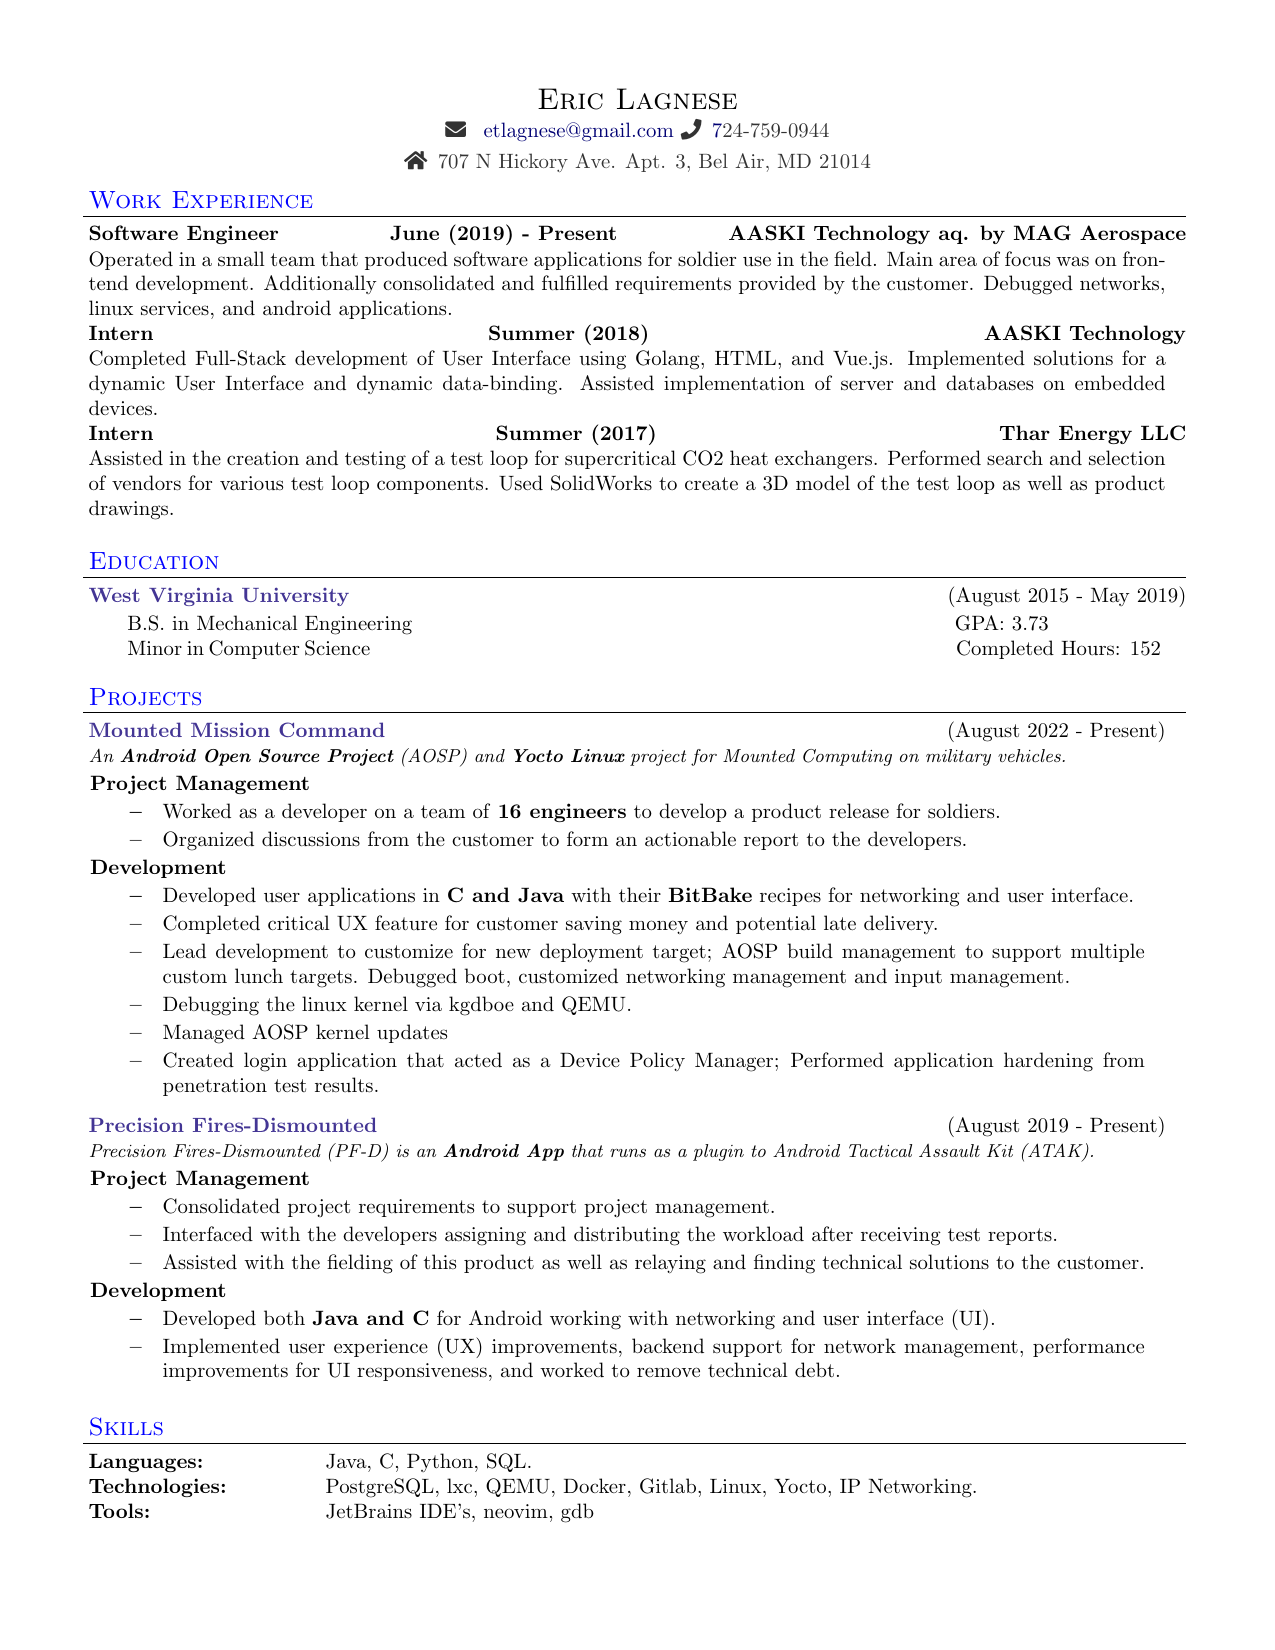 Eric Lagnese
etlagnese@gmail.com 724-759-0944
707 N Hickory Ave. Apt. 3, Bel Air, MD 21014
Work Experience
Software Engineer June (2019) - Present AASKI Technology aq. by MAG Aerospace
Operated in a small team that produced software applications for soldier use in the field. Main area of focus was on fron-
tend development. Additionally consolidated and fulfilled requirements provided by the customer. Debugged networks,
linux services, and android applications.
Intern Summer (2018) AASKI Technology
Completed Full-Stack development of User Interface using Golang, HTML, and Vue.js. Implemented solutions for a
dynamic User Interface and dynamic data-binding. Assisted implementation of server and databases on embedded
devices.
Intern Summer (2017) Thar Energy LLC
Assisted in the creation and testing of a test loop for supercritical CO2 heat exchangers. Performed search and selection
of vendors for various test loop components. Used SolidWorks to create a 3D model of the test loop as well as product
drawings.
Education
West Virginia University (August 2015 - May 2019)
B.S. in Mechanical Engineering GPA: 3.73
Minor in Computer Science Completed Hours: 152
Projects
Mounted Mission Command (August 2022 - Present)
An Android Open Source Project (AOSP) and Yocto Linux project for Mounted Computing on military vehicles.
Project Management
– Worked as a developer on a team of 16 engineers to develop a product release for soldiers.
– Organized discussions from the customer to form an actionable report to the developers.
Development
– Developed user applications in C and Java with their BitBake recipes for networking and user interface.
– Completed critical UX feature for customer saving money and potential late delivery.
– Lead development to customize for new deployment target; AOSP build management to support multiple
custom lunch targets. Debugged boot, customized networking management and input management.
– Debugging the linux kernel via kgdboe and QEMU.
– Managed AOSP kernel updates
– Created login application that acted as a Device Policy Manager; Performed application hardening from
penetration test results.
Precision Fires-Dismounted (August 2019 - Present)
Precision Fires-Dismounted (PF-D) is an Android App that runs as a plugin to Android Tactical Assault Kit (ATAK).
Project Management
– Consolidated project requirements to support project management.
– Interfaced with the developers assigning and distributing the workload after receiving test reports.
– Assisted with the fielding of this product as well as relaying and finding technical solutions to the customer.
Development
– Developed both Java and C for Android working with networking and user interface (UI).
– Implemented user experience (UX) improvements, backend support for network management, performance
improvements for UI responsiveness, and worked to remove technical debt.
Skills
Languages: Java, C, Python, SQL.
Technologies: PostgreSQL, lxc, QEMU, Docker, Gitlab, Linux, Yocto, IP Networking.
Tools: JetBrains IDE's, neovim, gdb